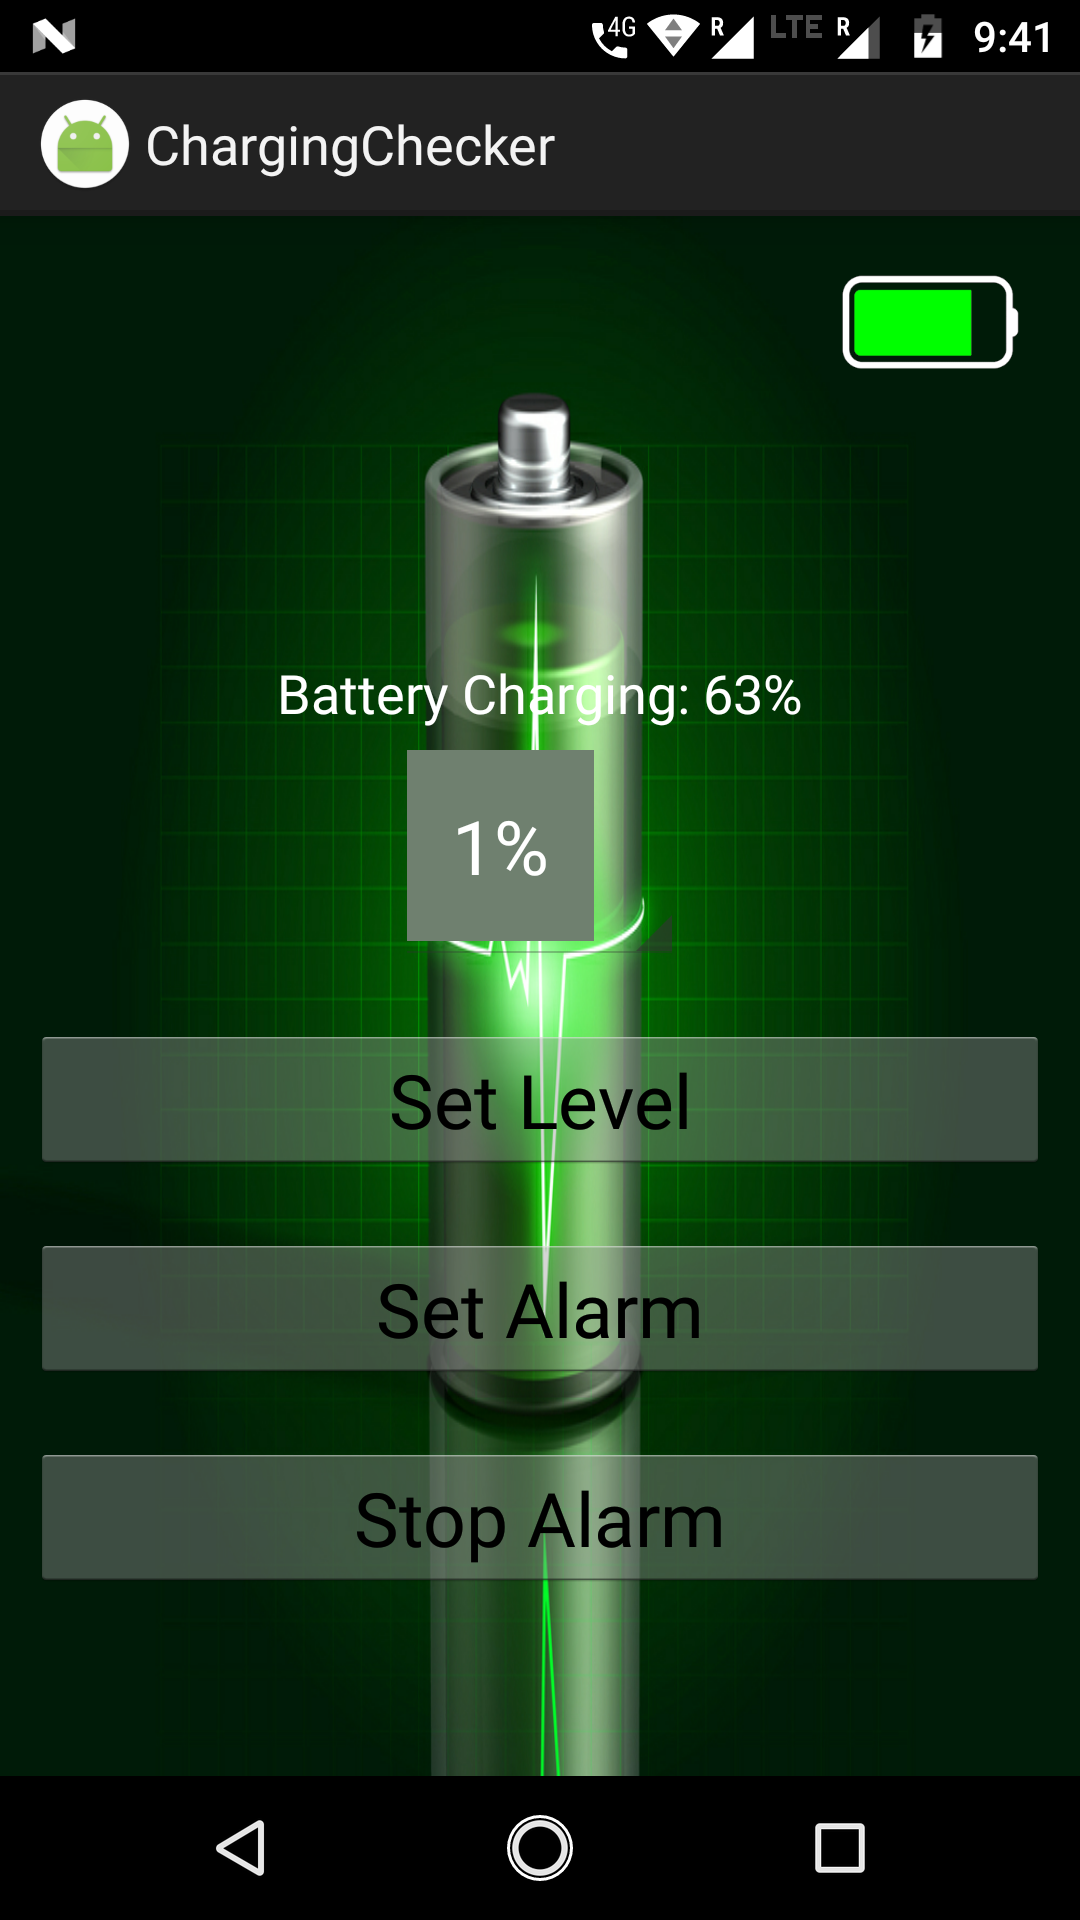 4G R LTE R 9:41
ChargingChecker
Battery Charging: 63%
1%
Set Level
Set Alarm
Stop Alarm